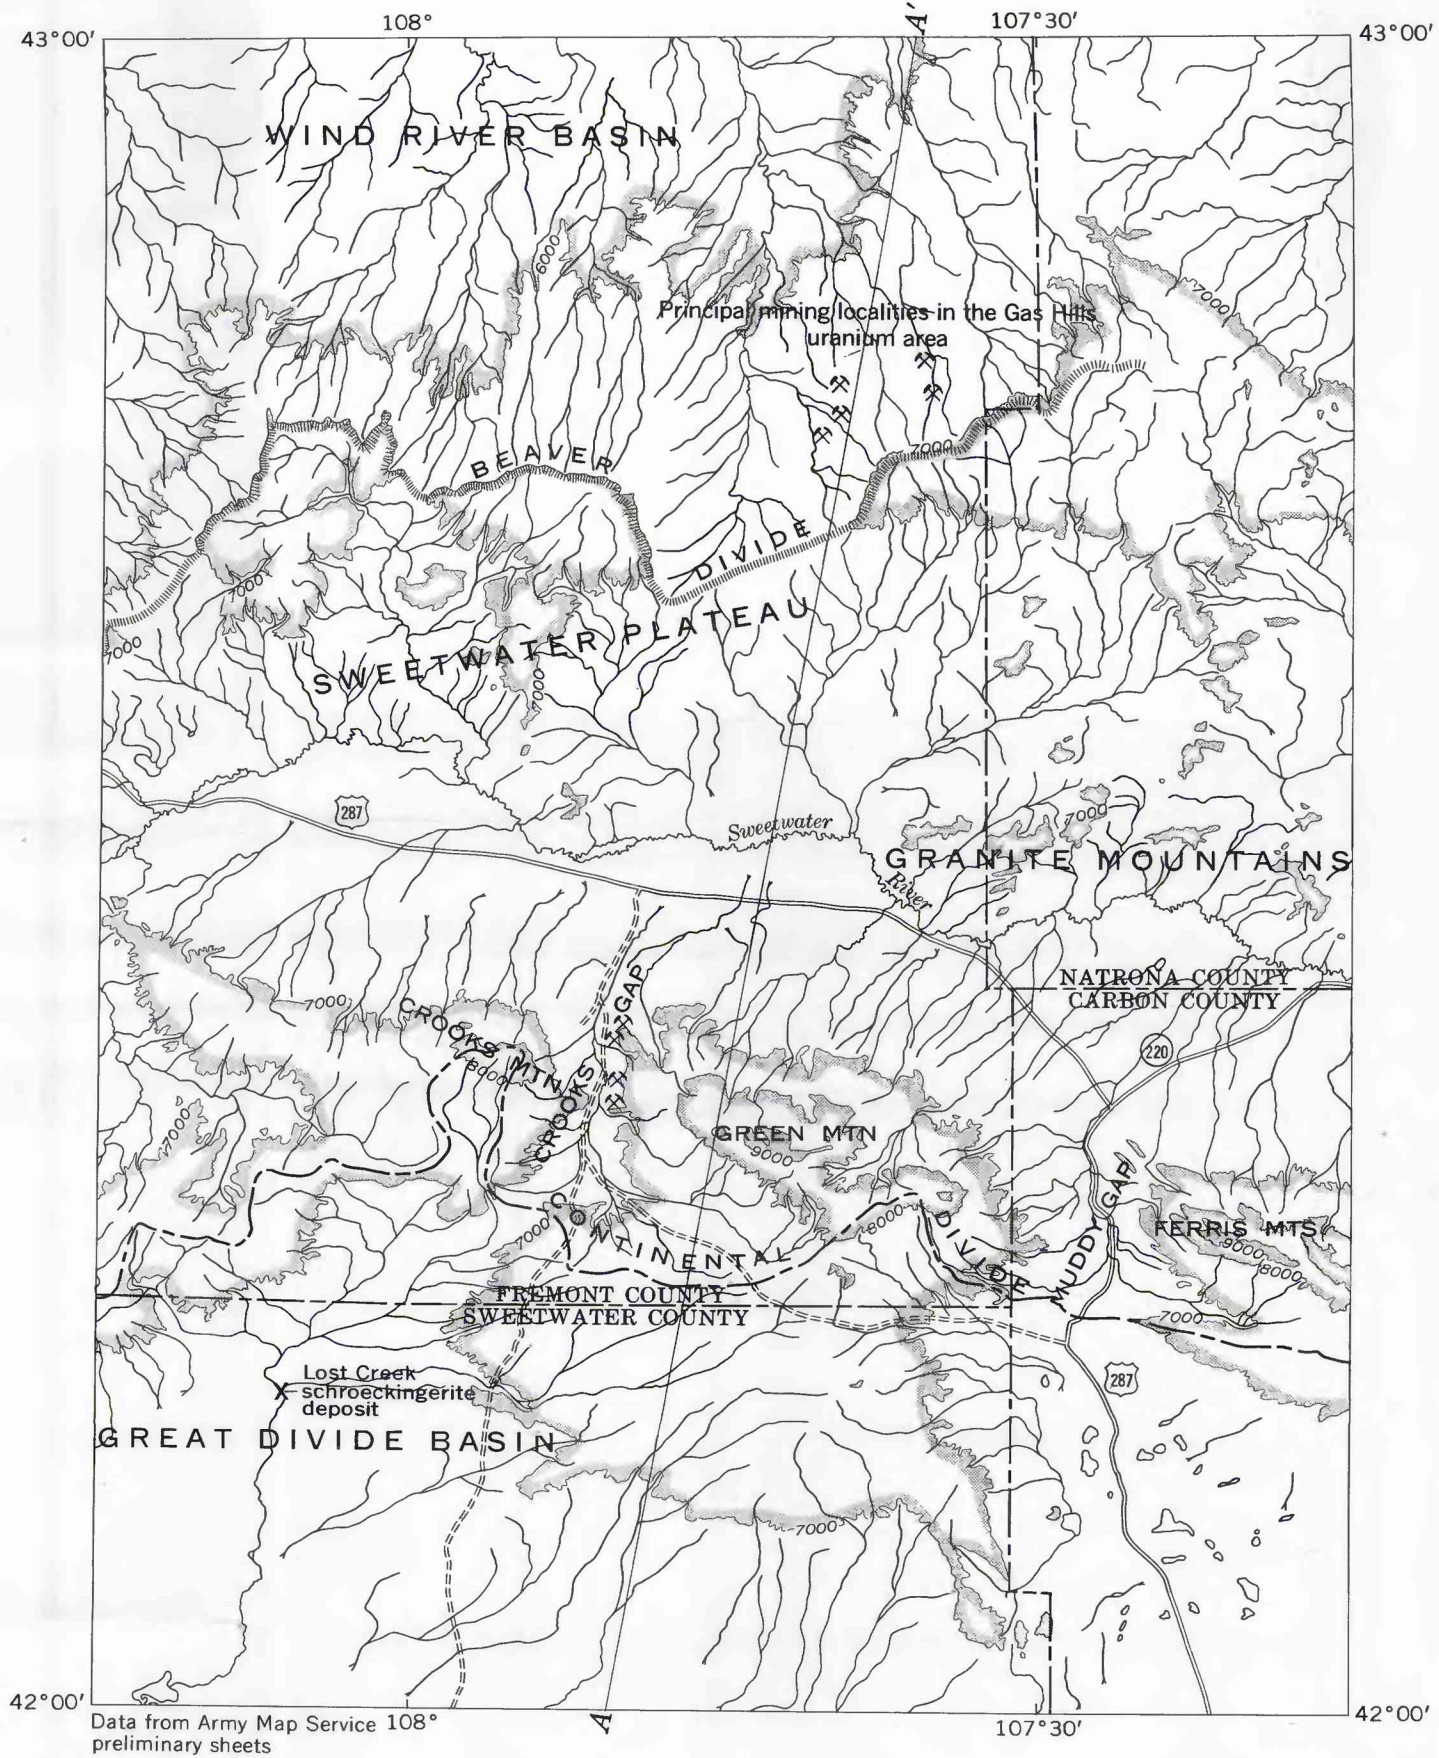 108°
A'
107°30'
43°00'
43°00'
WIND RIVER BASIN
6000
7000
Principal mining localities in the Gas Hills
uranium area
BEAVER
7000
DIVIDE
7000
7000
SWEETWATER PLATEAU
7000
287
Sweetwater
7000
GRANITE MOUNTAINS
River
GAP
NATRONA COUNTY
CARBON COUNTY
7000
CROOKS MTN
8000
220
CROOKS
7000
GREEN MTN
9000
MUDDY GAP
CONTINENTAL
8000
DIVIDE
FERRIS MTS
9000
8000
7000
FREMONT COUNTY
SWEETWATER COUNTY
7000
Lost Creek
schroeckingerite
deposit
X
287
GREAT DIVIDE BASIN
7000
42°00'
42°00'
Data from Army Map Service
preliminary sheets
108°
A
107°30'